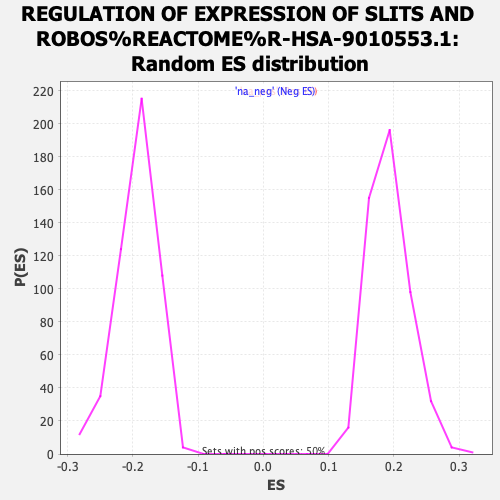 REGULATION OF EXPRESSION OF SLITS AND
ROBOS%REACTOME%R-HSA-9010553.1:
Random ES distribution
'na_neg' (Neg ES)
220
200
180
160
140
120
100
80
60
40
20
0
P(ES)
Sets with pos scores: 50%
-0.3 -0.2 -0.1 0.0 0.1 0.2 0.3
ES